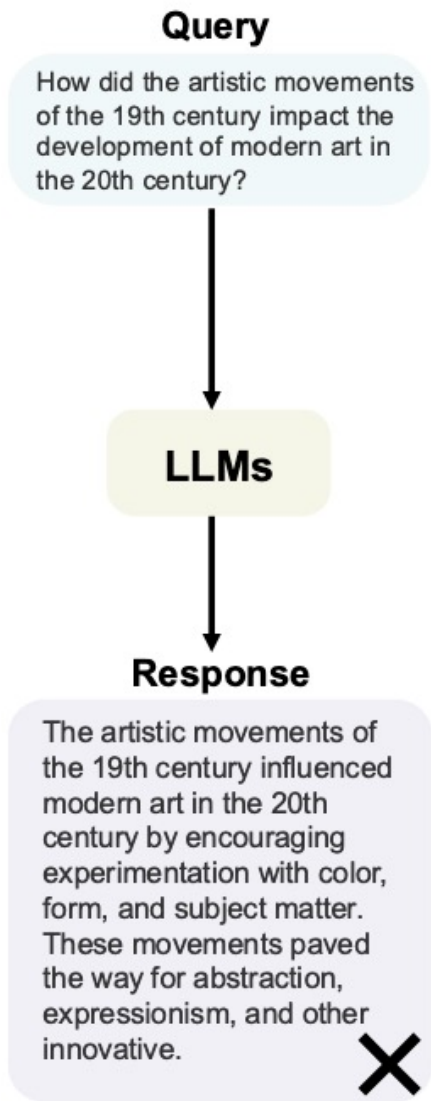 Query
How did the artistic movements
of the 19th century impact the
development of modern art in
the 20th century?
LLMs
Response
The artistic movements of
the 19th century influenced
modern art in the 20th
century by encouraging
experimentation with color,
form, and subject matter.
These movements paved
the way for abstraction,
expressionism, and other
innovative.